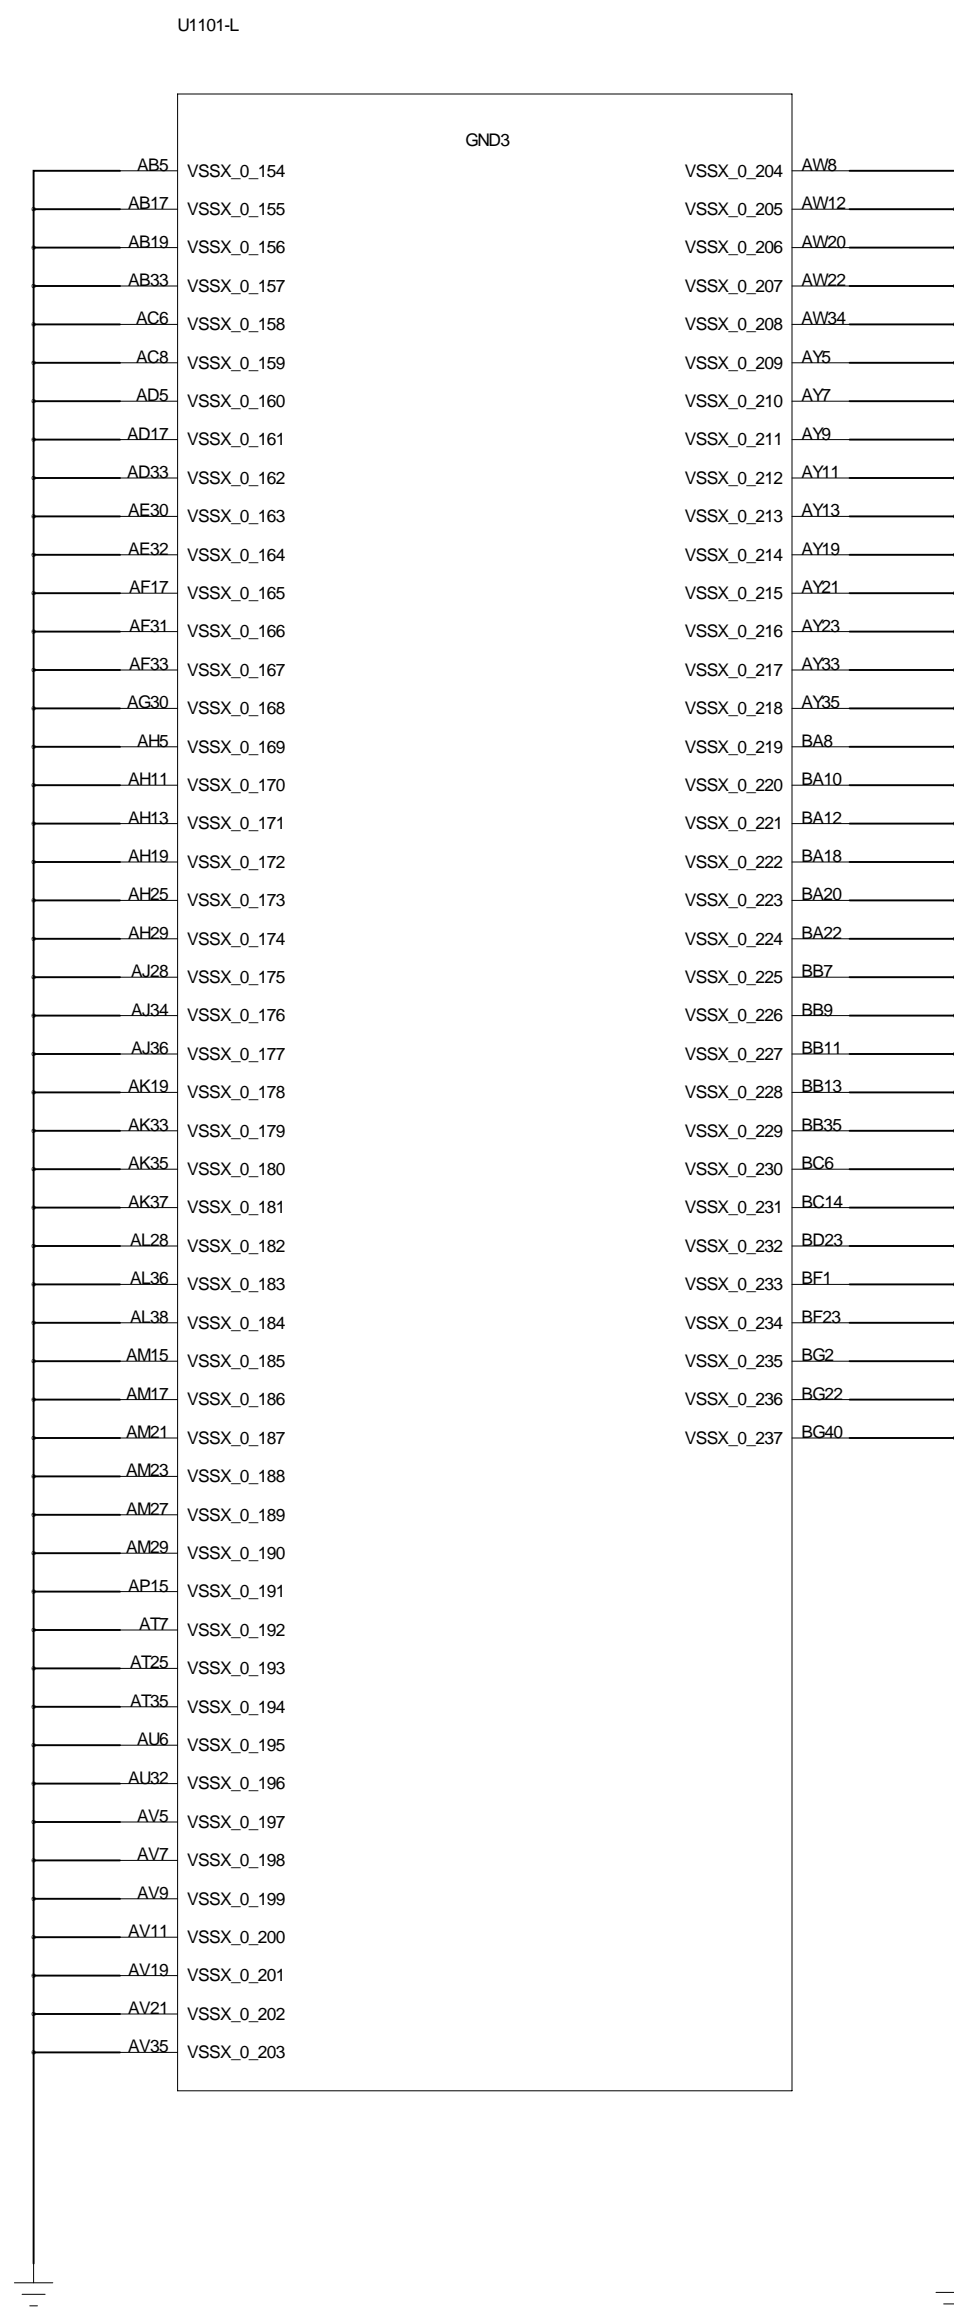 U1101-L
GND3
AB5 VSSX_0_154 VSSX_0_204 AW8
AB17 VSSX_0_155 VSSX_0_205 AW12
AB19 VSSX_0_156 VSSX_0_206 AW20
AB33 VSSX_0_157 VSSX_0_207 AW22
AC6 VSSX_0_158 VSSX_0_208 AW34
AC8 VSSX_0_159 VSSX_0_209 AY5
AD5 VSSX_0_160 VSSX_0_210 AY7
AD17 VSSX_0_161 VSSX_0_211 AY9
AD33 VSSX_0_162 VSSX_0_212 AY11
AE30 VSSX_0_163 VSSX_0_213 AY13
AE32 VSSX_0_164 VSSX_0_214 AY19
AF17 VSSX_0_165 VSSX_0_215 AY21
AF31 VSSX_0_166 VSSX_0_216 AY23
AF33 VSSX_0_167 VSSX_0_217 AY33
AG30 VSSX_0_168 VSSX_0_218 AY35
AH5 VSSX_0_169 VSSX_0_219 BA8
AH11 VSSX_0_170 VSSX_0_220 BA10
AH13 VSSX_0_171 VSSX_0_221 BA12
AH19 VSSX_0_172 VSSX_0_222 BA18
AH25 VSSX_0_173 VSSX_0_223 BA20
AH29 VSSX_0_174 VSSX_0_224 BA22
AJ28 VSSX_0_175 VSSX_0_225 BB7
AJ34 VSSX_0_176 VSSX_0_226 BB9
AJ36 VSSX_0_177 VSSX_0_227 BB11
AK19 VSSX_0_178 VSSX_0_228 BB13
AK33 VSSX_0_179 VSSX_0_229 BB35
AK35 VSSX_0_180 VSSX_0_230 BC6
AK37 VSSX_0_181 VSSX_0_231 BC14
AL28 VSSX_0_182 VSSX_0_232 BD23
AL36 VSSX_0_183 VSSX_0_233 BF1
AL38 VSSX_0_184 VSSX_0_234 BF23
AM15 VSSX_0_185 VSSX_0_235 BG2
AM17 VSSX_0_186 VSSX_0_236 BG22
AM21 VSSX_0_187 VSSX_0_237 BG40
AM23 VSSX_0_188
AM27 VSSX_0_189
AM29 VSSX_0_190
AP15 VSSX_0_191
AT7 VSSX_0_192
AT25 VSSX_0_193
AT35 VSSX_0_194
AU6 VSSX_0_195
AU32 VSSX_0_196
AV5 VSSX_0_197
AV7 VSSX_0_198
AV9 VSSX_0_199
AV11 VSSX_0_200
AV19 VSSX_0_201
AV21 VSSX_0_202
AV35 VSSX_0_203